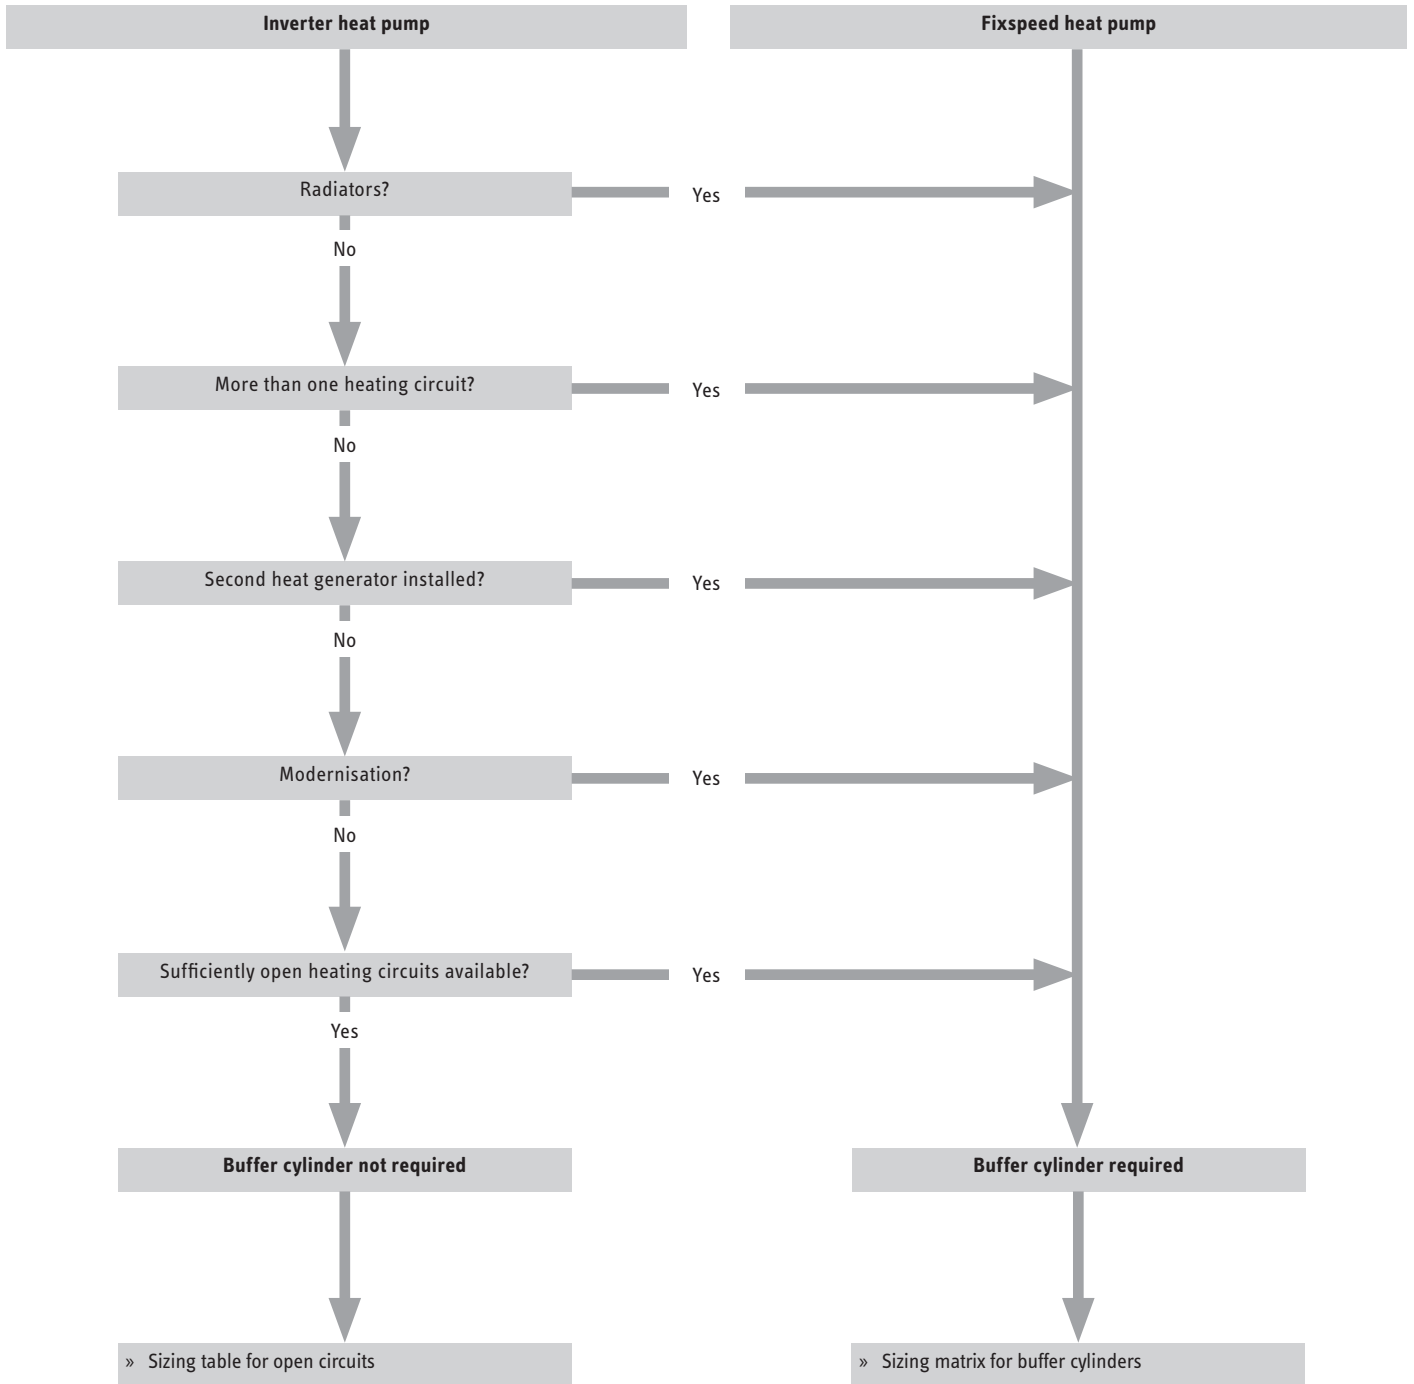 Inverter heat pump
Fixspeed heat pump
Radiators?
Yes
No
More than one heating circuit?
Yes
No
Second heat generator installed?
Yes
No
Modernisation?
Yes
No
Sufficiently open heating circuits available?
Yes
Yes
Buffer cylinder not required
Buffer cylinder required
» Sizing table for open circuits
» Sizing matrix for buffer cylinders